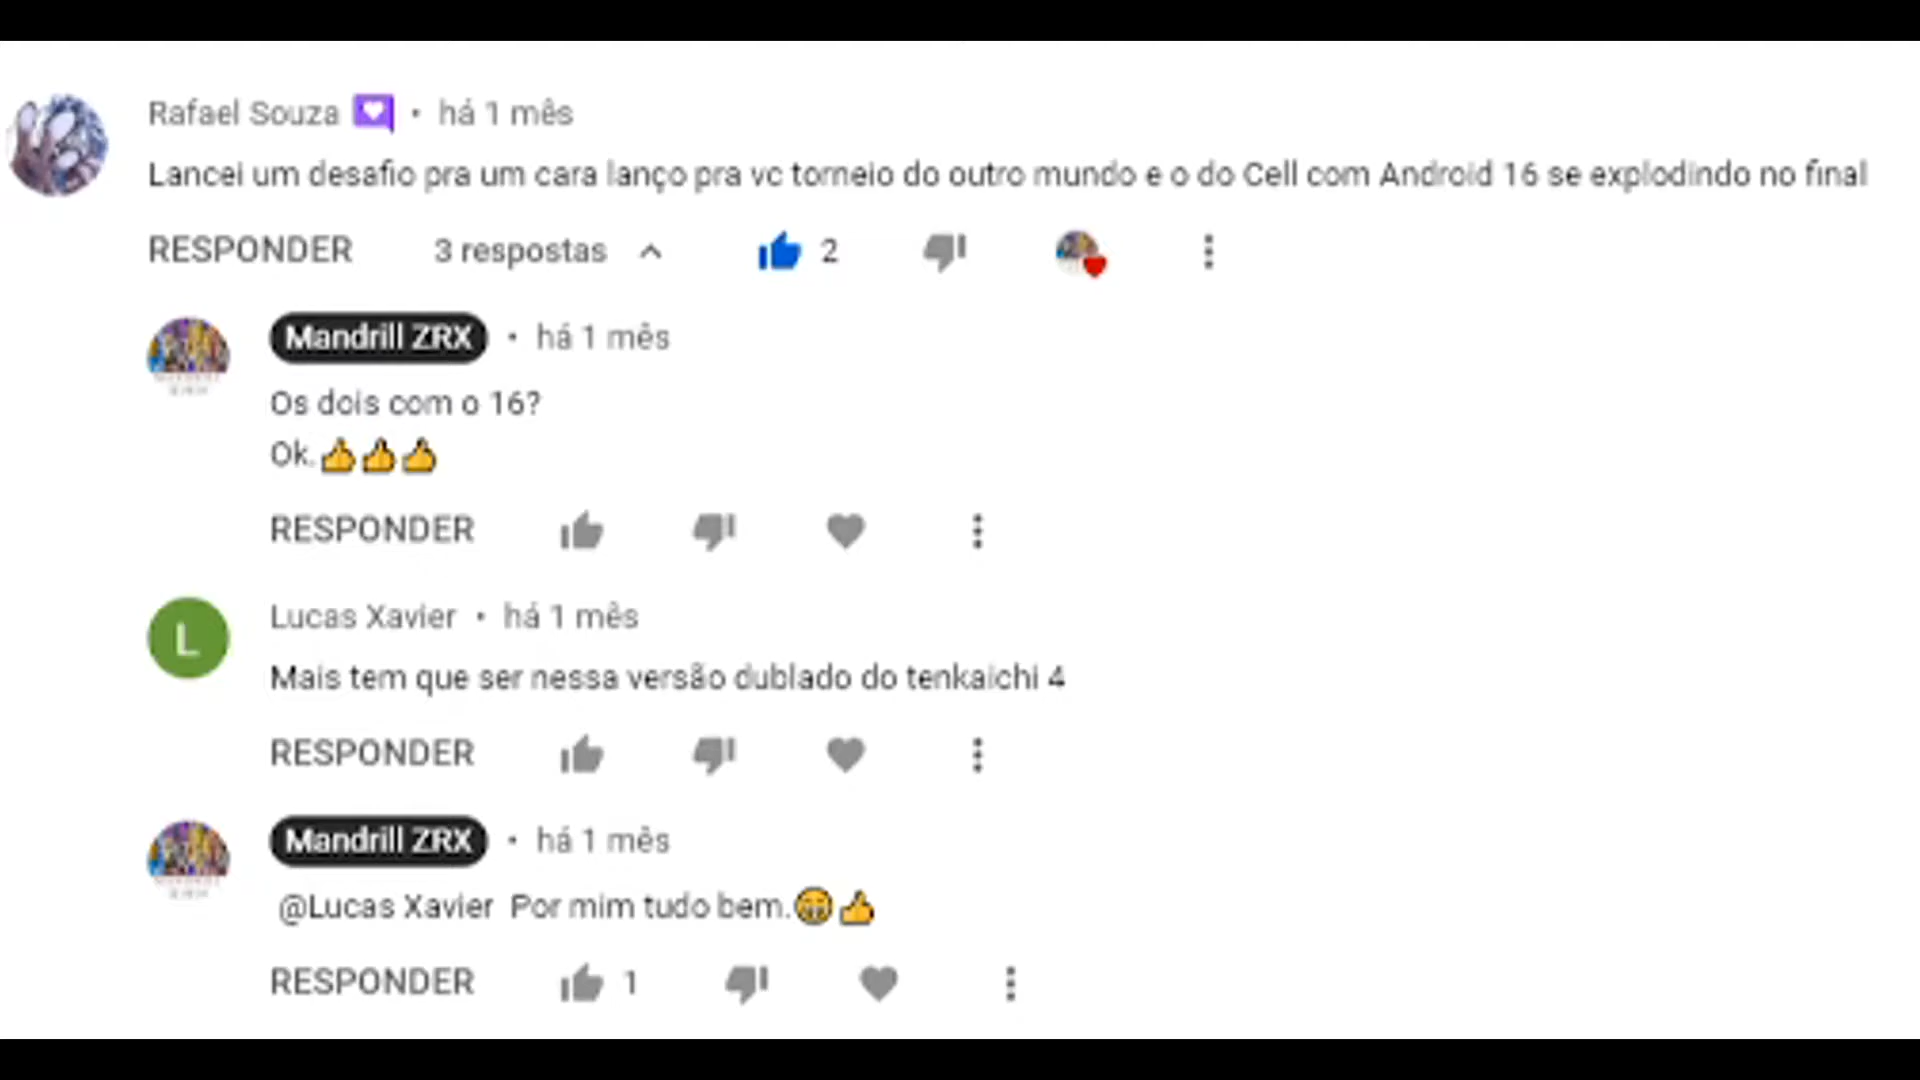 Rafael Souza • há 1 mês
Lancei um desafio pra um cara lanço pra vc torneio do outro mundo e o do Cell com Android 16 se explodindo no final
RESPONDER 3 respostas 2
Mandrill ZRX • há 1 mês
Os dois com o 16?
Ok.👍👍👍
RESPONDER
L Lucas Xavier • há 1 mês
Mais tem que ser nessa versão dublado do tenkaichi 4
RESPONDER
Mandrill ZRX • há 1 mês
@Lucas Xavier Por mim tudo bem.😁👍
RESPONDER 1